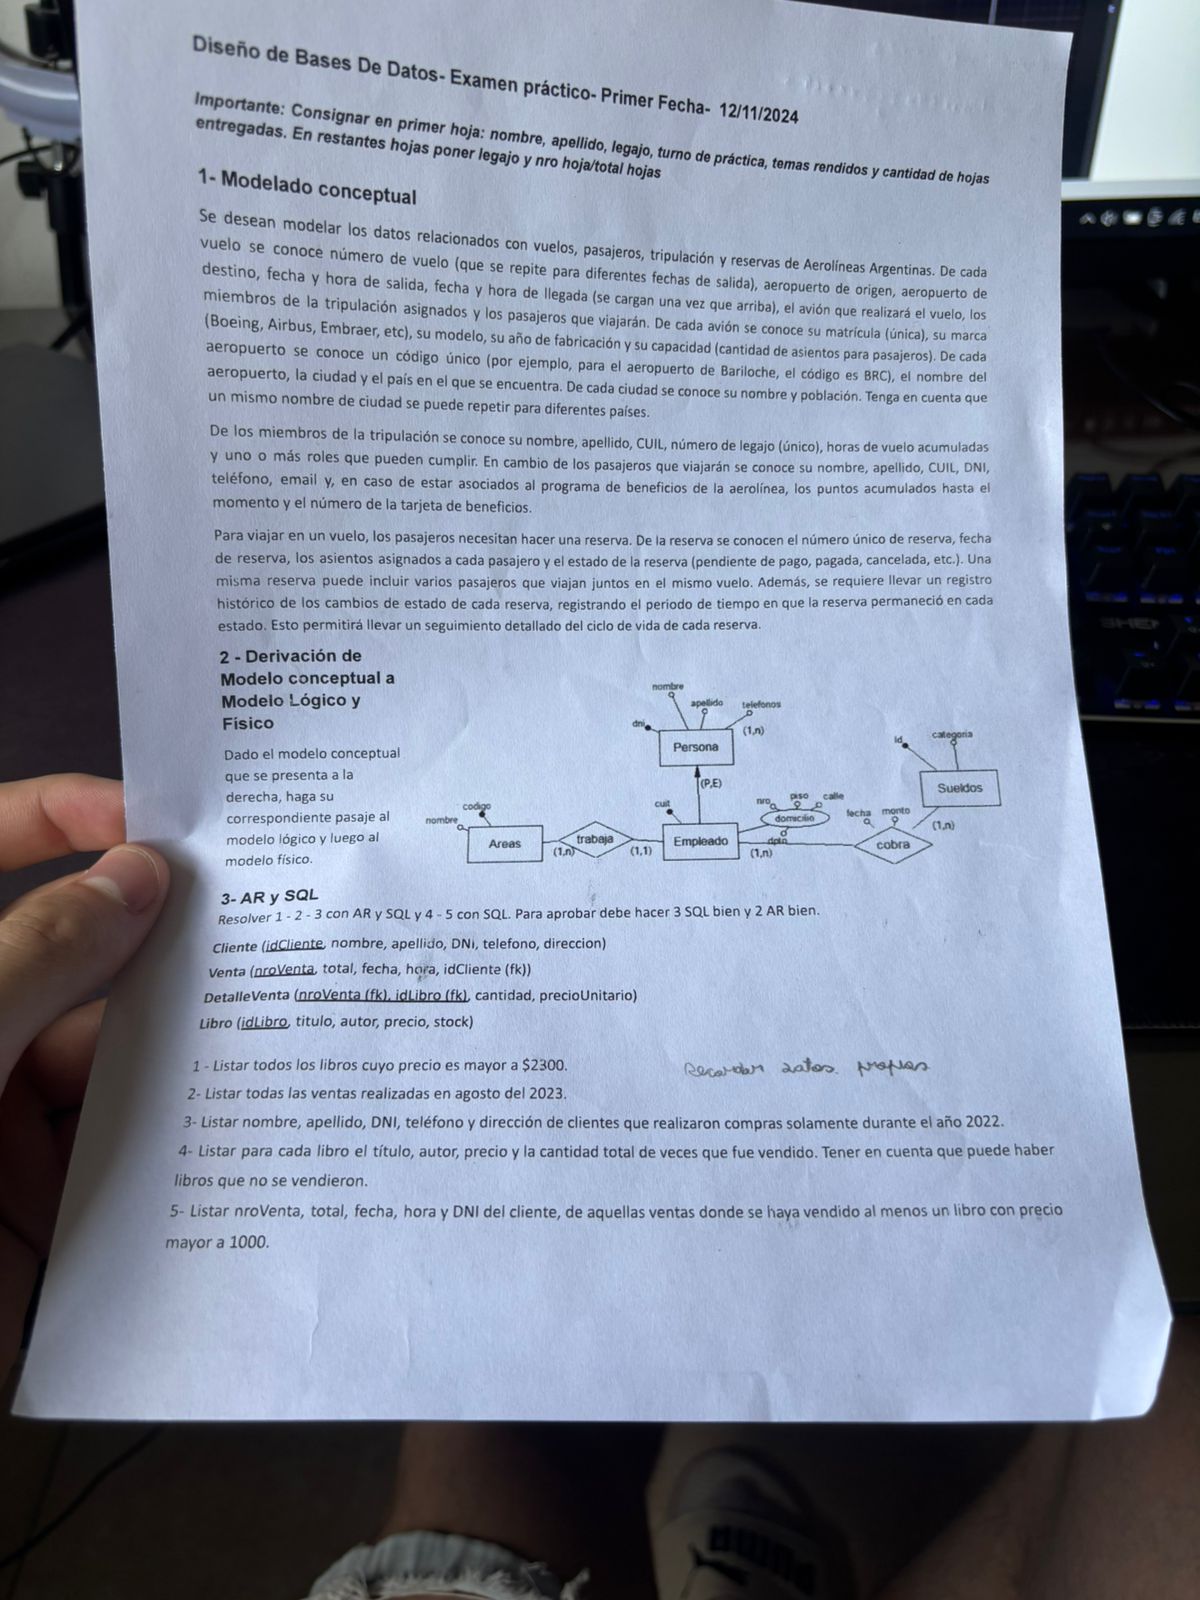 Diseño de Bases De Datos- Examen práctico- Primer Fecha- 12/11/2024
Importante: Consignar en primer hoja: nombre, apellido, legajo, turno de práctica, temas rendidos y cantidad de hojas
entregadas. En restantes hojas poner legajo y nro hoja/total hojas
1- Modelado conceptual
Se desean modelar los datos relacionados con vuelos, pasajeros, tripulación y reservas de Aerolíneas Argentinas. De cada
vuelo se conoce número de vuelo (que se repite para diferentes fechas de salida), aeropuerto de origen, aeropuerto de
destino, fecha y hora de salida, fecha y hora de llegada (se cargan una vez que arriba), el avión que realizará el vuelo, los
miembros de la tripulación asignados y los pasajeros que viajarán. De cada avión se conoce su matrícula (única), su marca
(Boeing, Airbus, Embraer, etc), su modelo, su año de fabricación y su capacidad (cantidad de asientos para pasajeros). De cada
aeropuerto se conoce un código único (por ejemplo, para el aeropuerto de Bariloche, el código es BRC), el nombre del
aeropuerto, la ciudad y el país en el que se encuentra. De cada ciudad se conoce su nombre y población. Tenga en cuenta que
un mismo nombre de ciudad se puede repetir para diferentes países.
De los miembros de la tripulación se conoce su nombre, apellido, CUIL, número de legajo (único), horas de vuelo acumuladas
y uno o más roles que pueden cumplir. En cambio de los pasajeros que viajarán se conoce su nombre, apellido, CUIL, DNI,
teléfono, email y, en caso de estar asociados al programa de beneficios de la aerolínea, los puntos acumulados hasta el
momento y el número de la tarjeta de beneficios.
Para viajar en un vuelo, los pasajeros necesitan hacer una reserva. De la reserva se conocen el número único de reserva, fecha
de reserva, los asientos asignados a cada pasajero y el estado de la reserva (pendiente de pago, pagada, cancelada, etc.). Una
misma reserva puede incluir varios pasajeros que viajan juntos en el mismo vuelo. Además, se requiere llevar un registro
histórico de los cambios de estado de cada reserva, registrando el periodo de tiempo en que la reserva permaneció en cada
estado. Esto permitirá llevar un seguimiento detallado del ciclo de vida de cada reserva.
2 - Derivación de
Modelo conceptual a
Modelo Lógico y
Físico
Dado el modelo conceptual
que se presenta a la
derecha, haga su
correspondiente pasaje al
modelo lógico y luego al
modelo físico.
nombre
apellido
telefonos
dni
(1,n)
Persona
(P,E)
id
categoria
Sueldos
(1,n)
codigo
nombre
Areas
(1,n)
trabaja
(1,1)
cuit
Empleado
nro
piso
calle
domicilio
dpto
(1,n)
fecha
monto
cobra
3- AR y SQL
Resolver 1 - 2 - 3 con AR y SQL y 4 - 5 con SQL. Para aprobar debe hacer 3 SQL bien y 2 AR bien.
Cliente (idCliente, nombre, apellido, DNI, telefono, direccion)
Venta (nroVenta, total, fecha, hora, idCliente (fk))
DetalleVenta (nroVenta (fk), idLibro (fk), cantidad, precioUnitario)
Libro (idLibro, titulo, autor, precio, stock)
1 - Listar todos los libros cuyo precio es mayor a $2300.
Recordar datos propios
2- Listar todas las ventas realizadas en agosto del 2023.
3- Listar nombre, apellido, DNI, teléfono y dirección de clientes que realizaron compras solamente durante el año 2022.
4- Listar para cada libro el título, autor, precio y la cantidad total de veces que fue vendido. Tener en cuenta que puede haber
libros que no se vendieron.
5- Listar nroVenta, total, fecha, hora y DNI del cliente, de aquellas ventas donde se haya vendido al menos un libro con precio
mayor a 1000.
PUMA